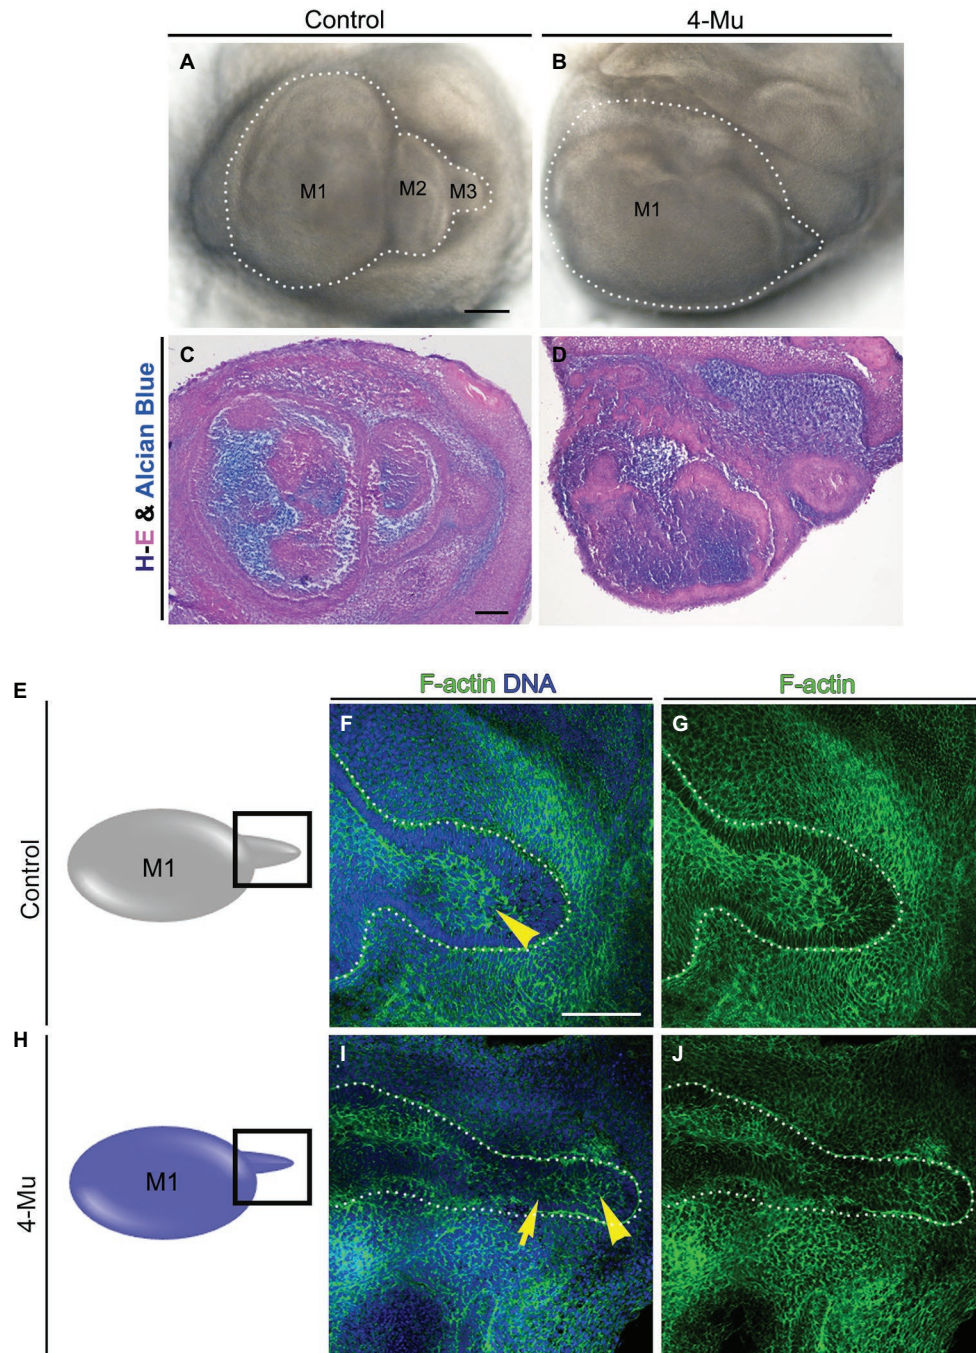 Control
4-Mu
A
B
M1
M2
M3
M1
C
D
H-E & Alcian Blue
E
F-actin DNA
F-actin
F
G
Control
M1
H
I
J
4-Mu
M1